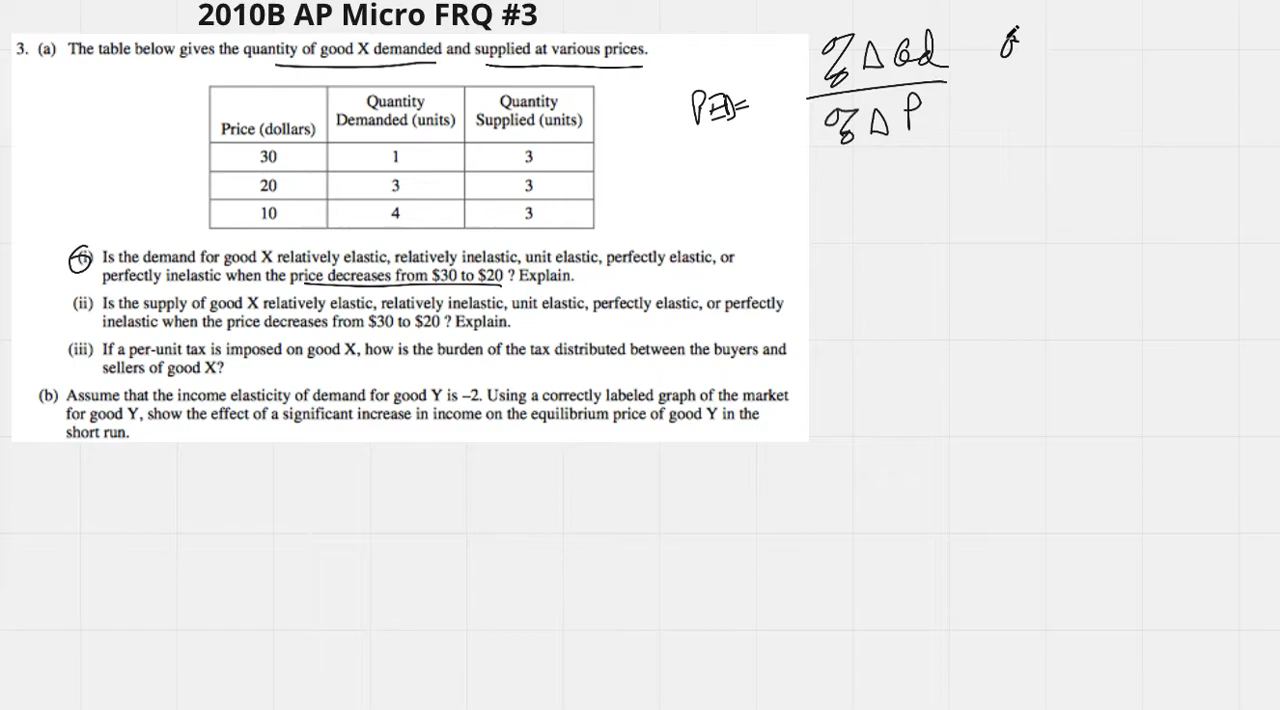 2010B AP Micro FRQ #3
3. (a) The table below gives the quantity of good X demanded and supplied at various prices.
Price (dollars) Quantity Demanded (units) Quantity Supplied (units)
30 1 3
20 3 3
10 4 3
(i) Is the demand for good X relatively elastic, relatively inelastic, unit elastic, perfectly elastic, or
perfectly inelastic when the price decreases from $30 to $20 ? Explain.
(ii) Is the supply of good X relatively elastic, relatively inelastic, unit elastic, perfectly elastic, or perfectly
inelastic when the price decreases from $30 to $20 ? Explain.
(iii) If a per-unit tax is imposed on good X, how is the burden of the tax distributed between the buyers and
sellers of good X?
(b) Assume that the income elasticity of demand for good Y is –2. Using a correctly labeled graph of the market
for good Y, show the effect of a significant increase in income on the equilibrium price of good Y in the
short run.
PED=
% Δ Qd
% Δ P